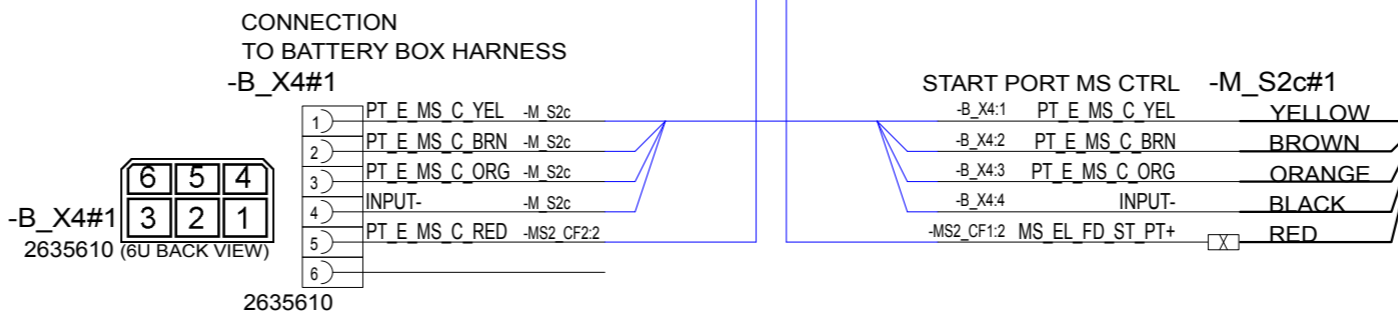 CONNECTION
TO BATTERY BOX HARNESS
-B_X4#1
1 PT_E_MS_C_YEL -M_S2c
2 PT_E_MS_C_BRN -M_S2c
3 PT_E_MS_C_ORG -M_S2c
4 INPUT- -M_S2c
5 PT_E_MS_C_RED -MS2_CF2:2
6
2635610
6 5 4
-B_X4#1 3 2 1
2635610 (6U BACK VIEW)
START PORT MS CTRL -M_S2c#1
-B_X4:1 PT_E_MS_C_YEL YELLOW
-B_X4:2 PT_E_MS_C_BRN BROWN
-B_X4:3 PT_E_MS_C_ORG ORANGE
-B_X4:4 INPUT- BLACK
-MS2_CF1:2 MS_EL_FD_ST_PT+ X RED